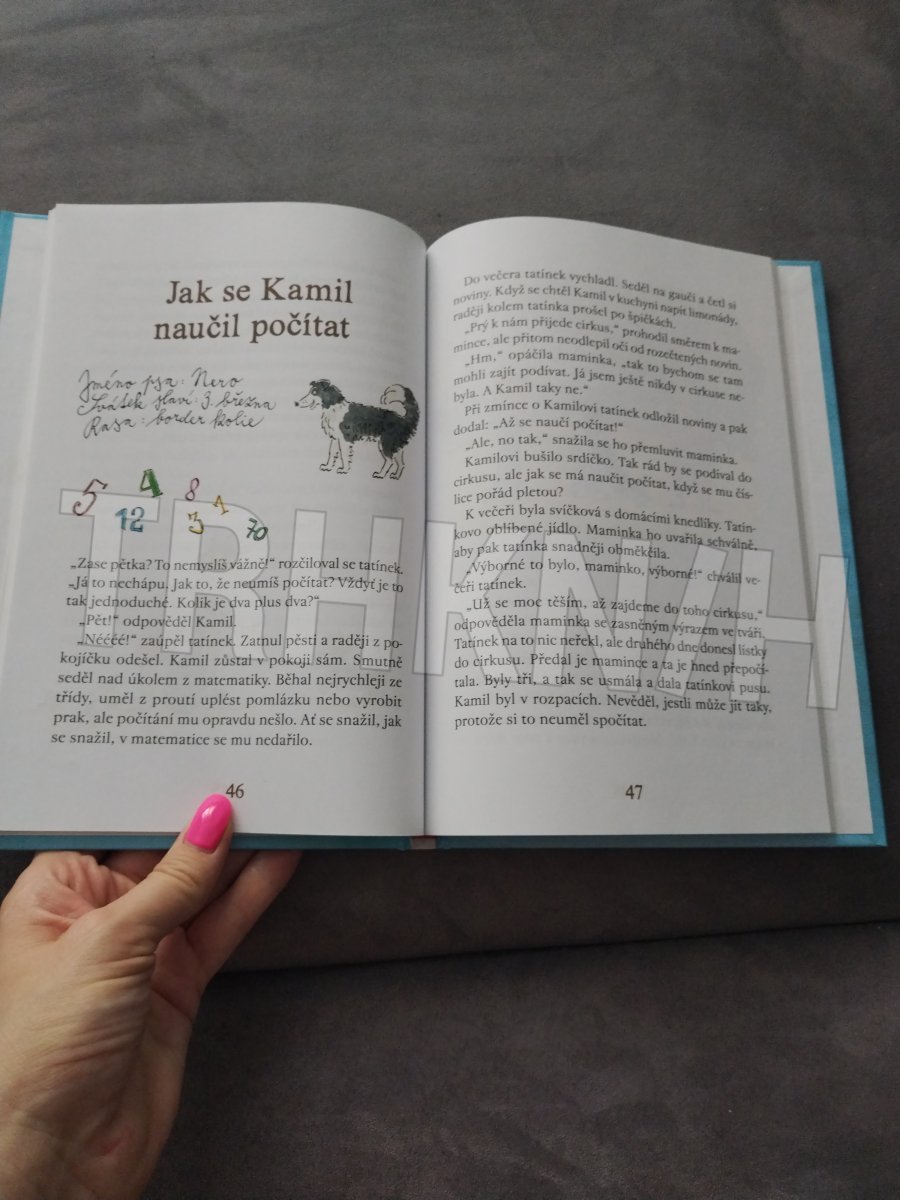 Jak se Kamil
naučil počítat
Jméno psa: Nero
Svátek slaví: 3. března
Rasa: border kolie
5 4 8 1
12 3 70
„Zase pětka? To nemyslíš vážně!“ rozčiloval se tatínek.
„Já to nechápu. Jak to, že neumíš počítat? Vždyť je to
tak jednoduché. Kolik je dva plus dva?“
„Pět!“ odpověděl Kamil.
„Néééé!“ zaúpěl tatínek. Zatnul pěsti a raději z po-
kojíčku odešel. Kamil zůstal v pokoji sám. Smutně
seděl nad úkolem z matematiky. Běhal nejrychleji ze
třídy, uměl z proutí uplést pomlázku nebo vyrobit
prak, ale počítání mu opravdu nešlo. Ať se snažil, jak
se snažil, v matematice se mu nedařilo.
46
Do večera tatínek vychladl. Seděl na gauči a četl si
noviny. Když se chtěl Kamil v kuchyni napít limonády,
raději kolem tatínka prošel po špičkách.
„Prý k nám přijede cirkus,“ prohodil směrem k ma-
mince, ale přitom neodlepil oči od rozečtených novin.
„Hm,“ opáčila maminka, „tak to bychom se tam
mohli zajít podívat. Já jsem ještě nikdy v cirkuse ne-
byla. A Kamil taky ne.“
Při zmínce o Kamilovi tatínek odložil noviny a pak
dodal: „Až se naučí počítat!“
„Ale, no tak,“ snažila se ho přemluvit maminka.
Kamilovi bušilo srdíčko. Tak rád by se podíval do
cirkusu, ale jak se má naučit počítat, když se mu čís-
lice pořád pletou?
K večeři byla svíčková s domácími knedlíky. Tatín-
kovo oblíbené jídlo. Maminka ho uvařila schválně,
aby pak tatínka snadněji obměkčila.
„Výborné to bylo, maminko, výborné!“ chválil ve-
čeři tatínek.
„Už se moc těším, až zajdeme do toho cirkusu,“
odpověděla maminka se zasněným výrazem ve tváři.
Tatínek na to nic neřekl, ale druhého dne donesl lístky
do cirkusu. Předal je mamince a ta je hned přepočí-
tala. Byly tři, a tak se usmála a dala tatínkovi pusu.
Kamil byl v rozpacích. Nevěděl, jestli může jít taky,
protože si to neuměl spočítat.
47
TRHKNIH